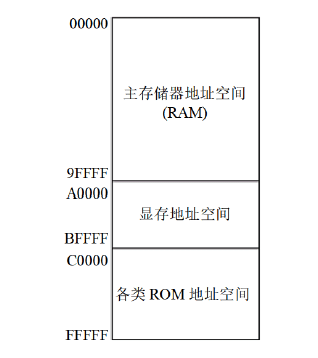 00000
主存储器地址空间
(RAM)
9FFFF
A0000
显存地址空间
BFFFF
C0000
各类 ROM 地址空间
FFFFF